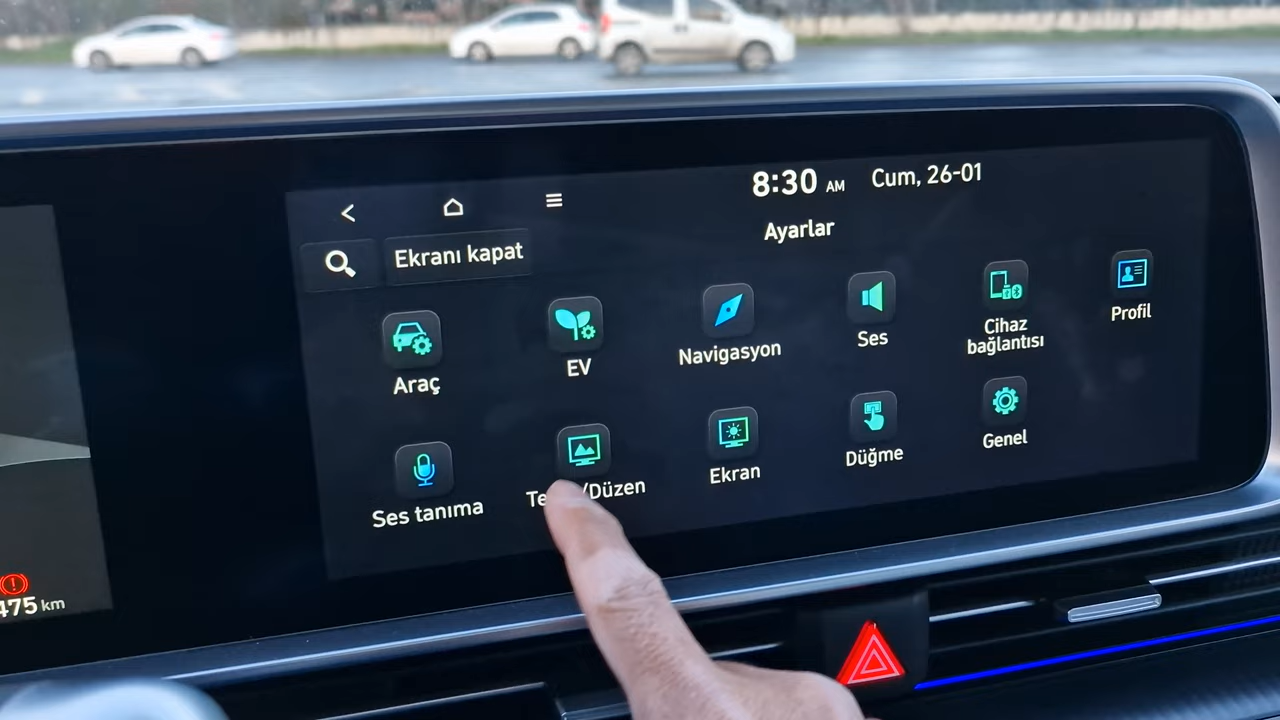 8:30 AM Cum, 26-01
Ayarlar
Ekranı kapat
Araç
EV
Navigasyon
Ses
Cihaz
bağlantısı
Profil
Ses tanıma
/Düzen
Ekran
Düğme
Genel
475 km